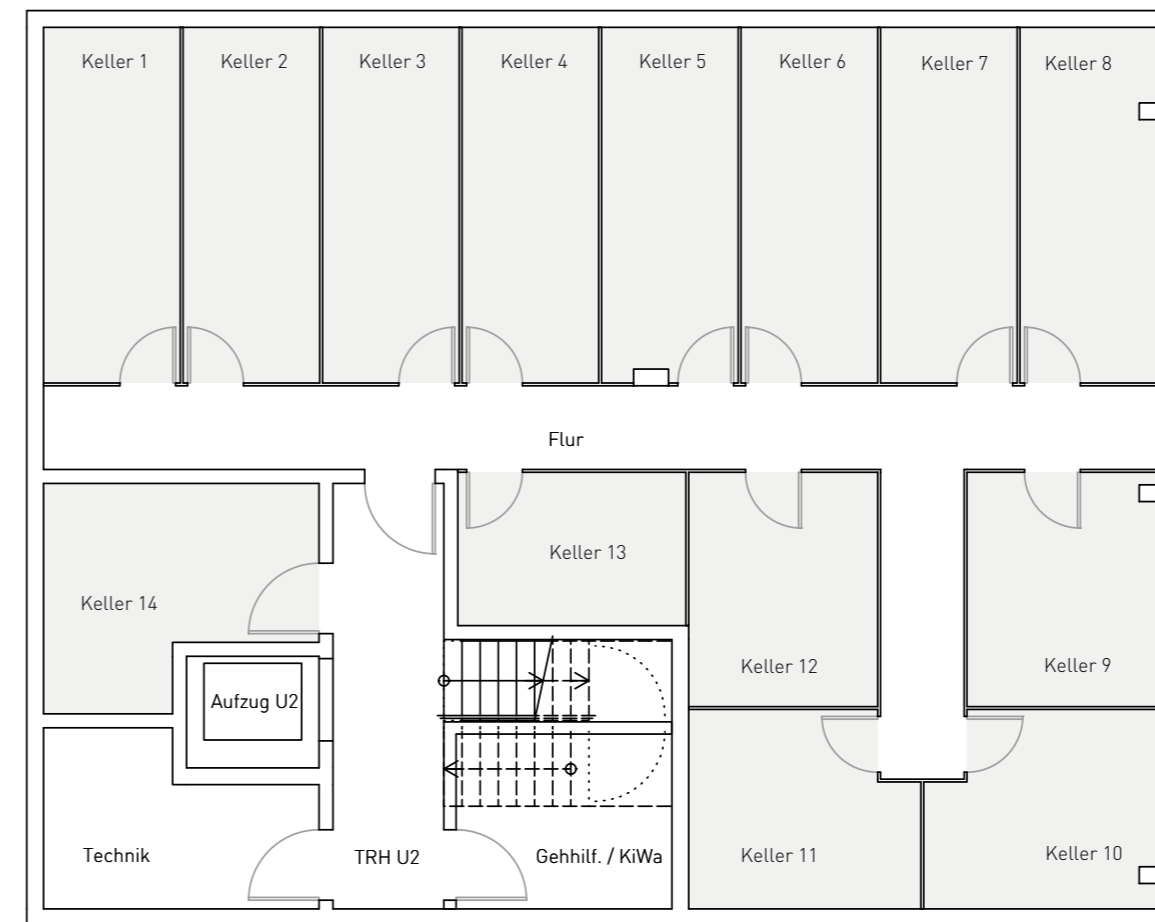 Keller 1
Keller 2
Keller 3
Keller 4
Keller 5
Keller 6
Keller 7
Keller 8
Flur
Keller 13
Keller 14
Keller 12
Keller 9
Aufzug U2
Technik
TRH U2
Gehhilf. / KiWa
Keller 11
Keller 10